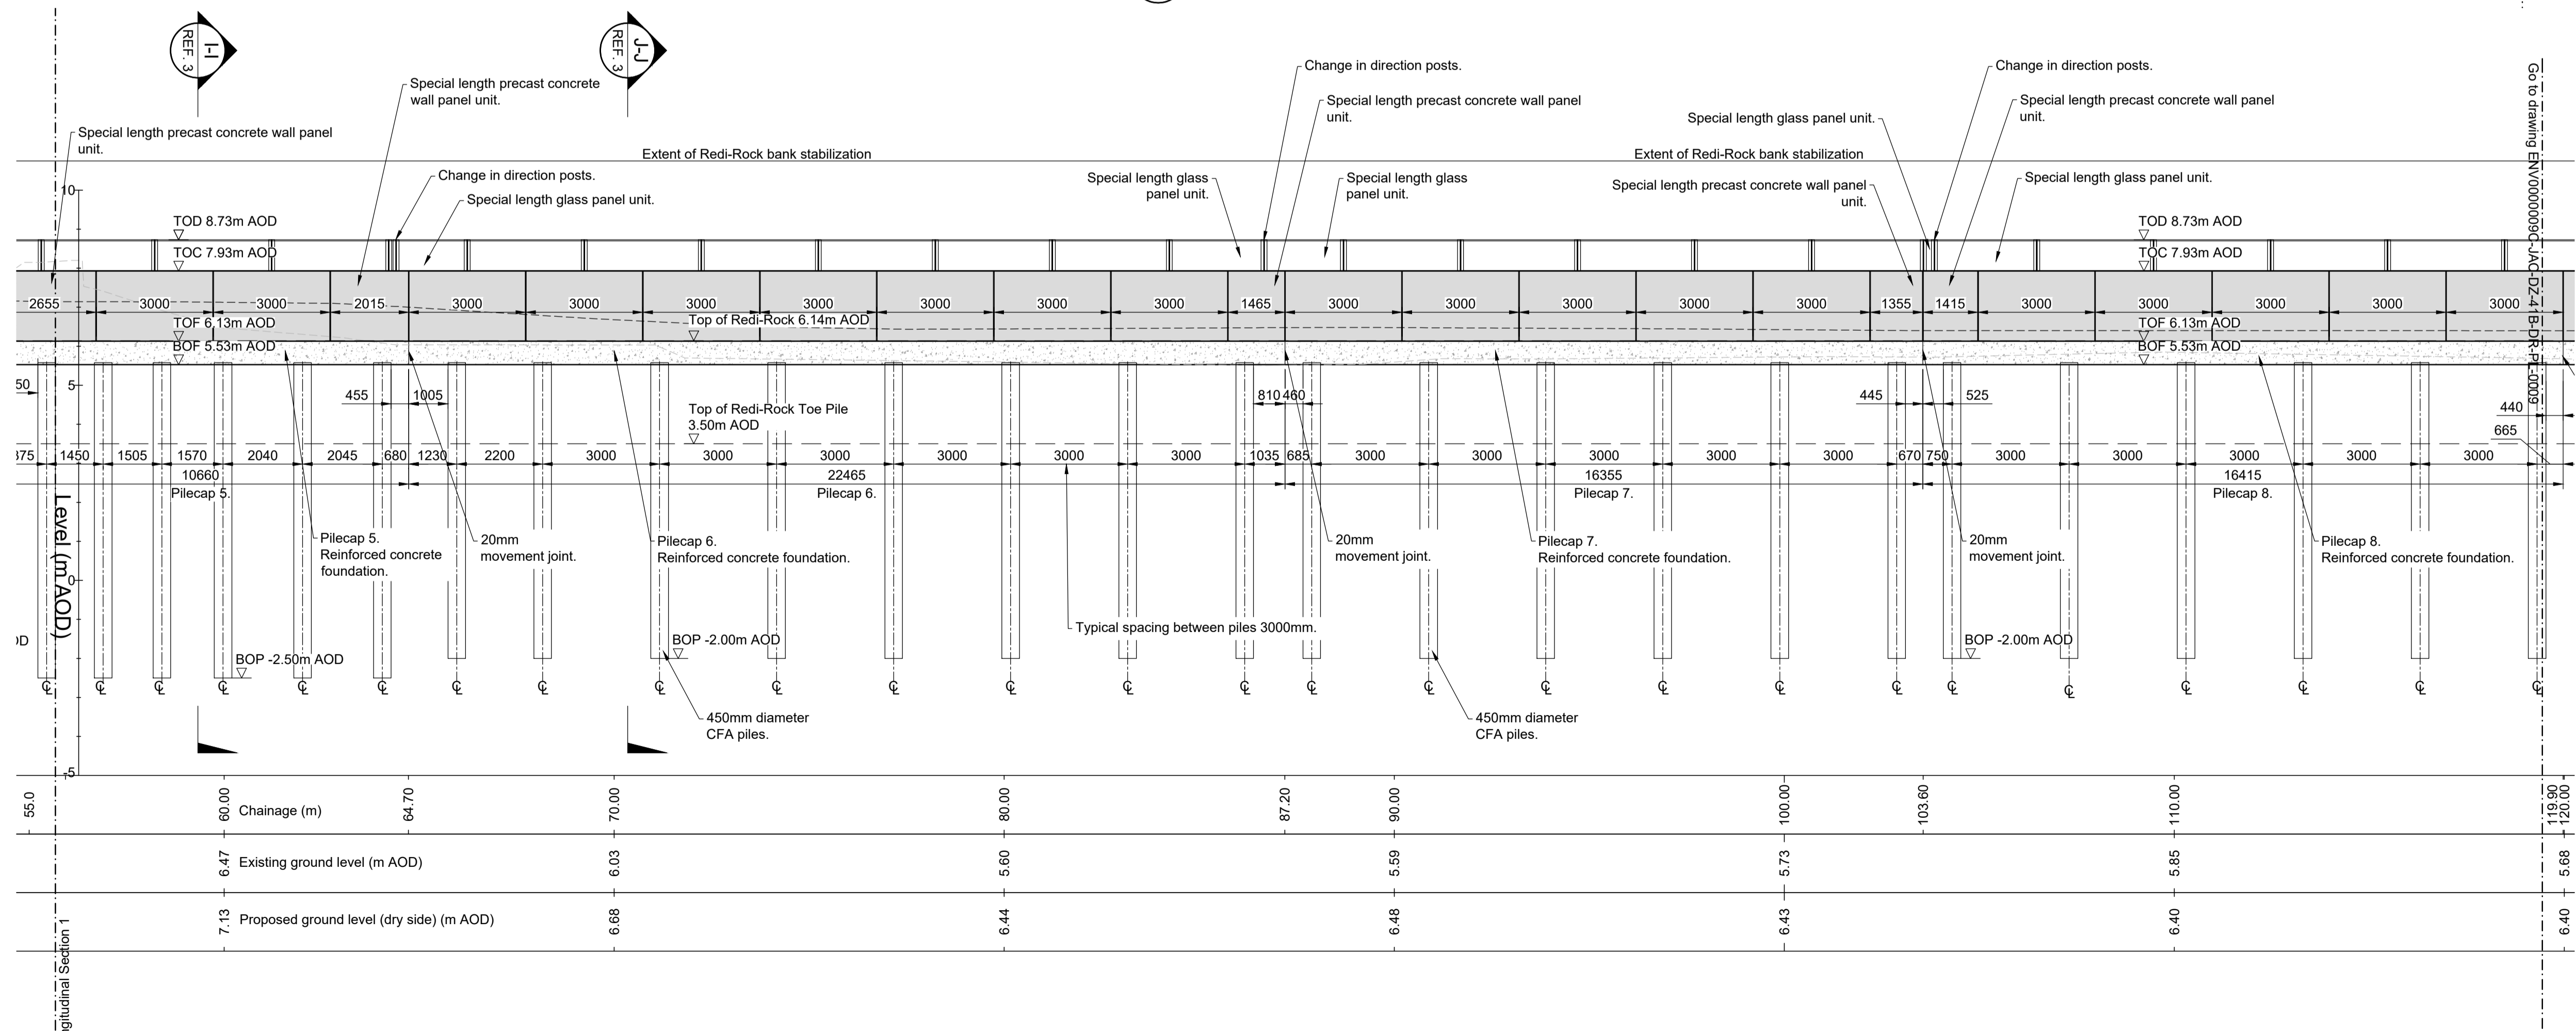 I-I
REF. 3
J-J
REF. 3
Special length precast concrete
wall panel unit.
Special length precast concrete wall panel
unit.
Change in direction posts.
Special length precast concrete wall panel
unit.
Change in direction posts.
Special length precast concrete wall panel
unit.
Special length glass panel unit.
Extent of Redi-Rock bank stabilization
Extent of Redi-Rock bank stabilization
Change in direction posts.
Special length glass panel unit.
Special length glass
panel unit.
Special length glass
panel unit.
Special length precast concrete wall panel
unit.
Special length glass panel unit.
Go to drawing ENV0000009C-JAC-DZ-41B-DR-PL-0009
10
TOD 8.73m AOD
TOD 8.73m AOD
TOC 7.93m AOD
TOC 7.93m AOD
2655 3000 3000 2015 3000 3000 3000 3000 3000 3000 3000 1465 3000 3000 3000 3000 3000 1355 1415 3000 3000 3000 3000 3000
TOF 6.13m AOD
Top of Redi-Rock 6.14m AOD
TOF 6.13m AOD
BOF 5.53m AOD
BOF 5.53m AOD
5
50
455 1005 810 460 445 525 440
Top of Redi-Rock Toe Pile
3.50m AOD
665
375 1450 1505 1570 2040 2045 680 1230 2200 3000 3000 3000 3000 3000 3000 1035 685 3000 3000 3000 3000 3000 670 750 3000 3000 3000 3000 3000
10660 22465 16355 16415
Pilecap 5. Pilecap 6. Pilecap 7. Pilecap 8.
Level (m AOD)
Pilecap 5.
Reinforced concrete
foundation.
20mm
movement joint.
Pilecap 6.
Reinforced concrete foundation.
20mm
movement joint.
Pilecap 7.
Reinforced concrete foundation.
20mm
movement joint.
Pilecap 8.
Reinforced concrete foundation.
0
Typical spacing between piles 3000mm.
OD
BOP -2.50m AOD
BOP -2.00m AOD
BOP -2.00m AOD
450mm diameter
CFA piles.
450mm diameter
CFA piles.
-5
55.0 60.00 Chainage (m) 64.70 70.00 80.00 87.20 90.00 100.00 103.60 110.00 119.90 120.00
6.47 Existing ground level (m AOD) 6.03 5.60 5.59 5.73 5.85 5.68
7.13 Proposed ground level (dry side) (m AOD) 6.68 6.44 6.48 6.43 6.40 6.40
ngitudinal Section 1